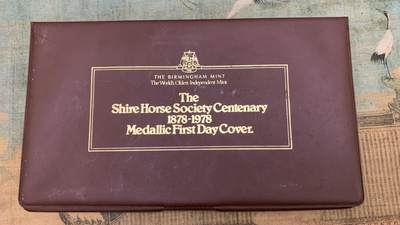 THE BIRMINGHAM MINT
The World's Oldest Independent Mint
The
Shire Horse Society Centenary
1878-1978
Medallic First Day Cover.